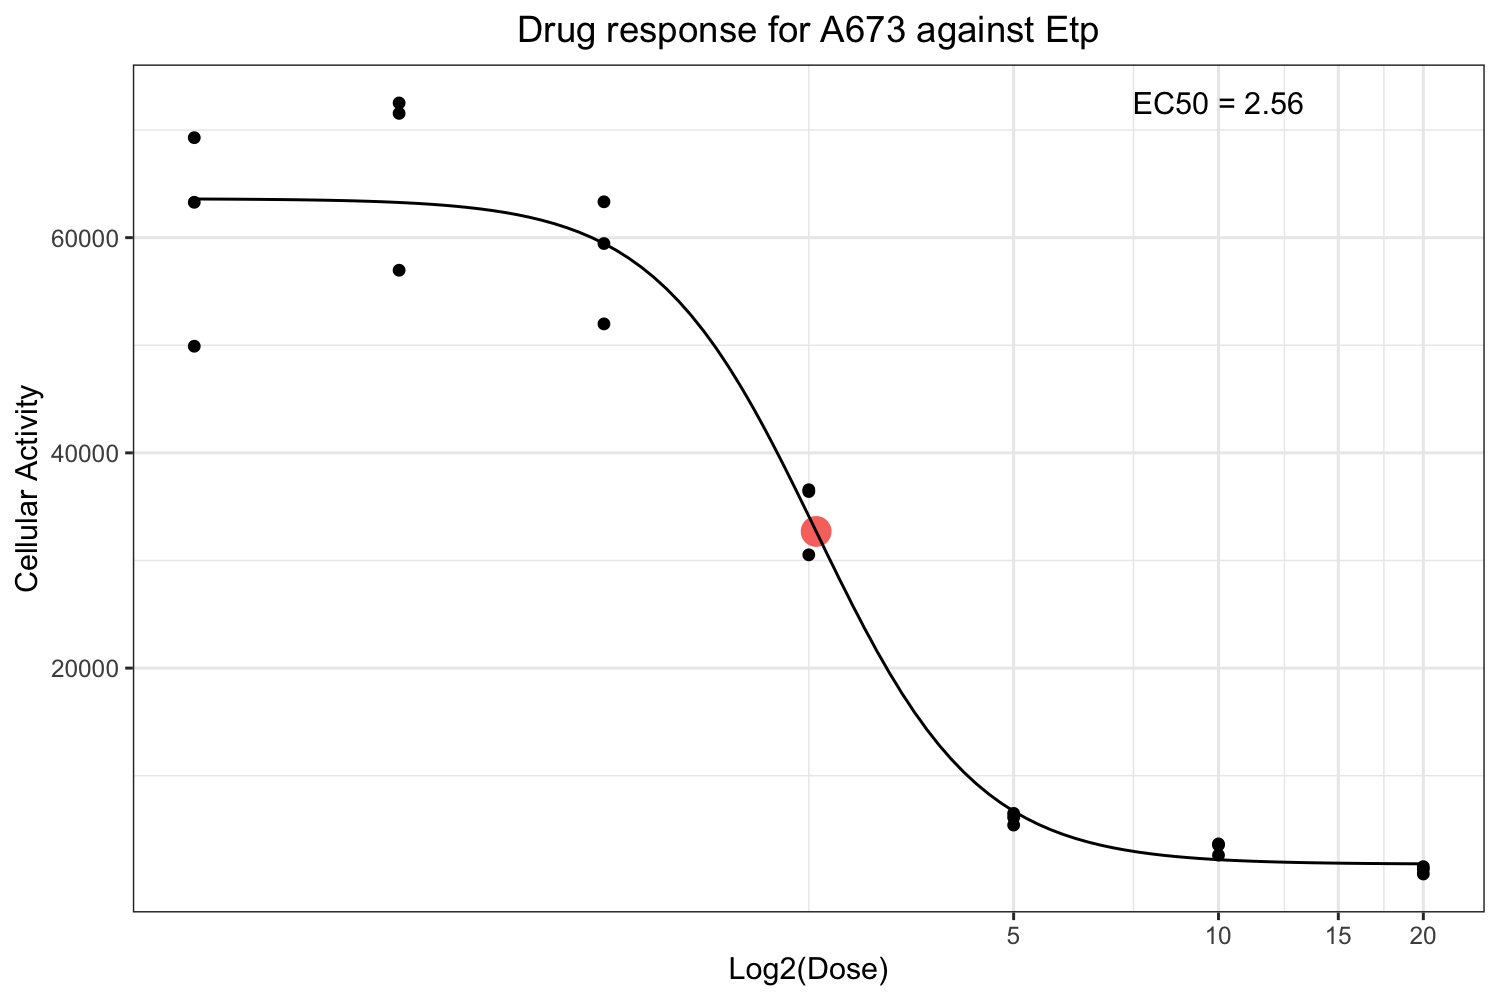 Drug response for A673 against Etp
EC50 = 2.56
Cellular Activity
60000
40000
20000
5 10 15 20
Log2(Dose)